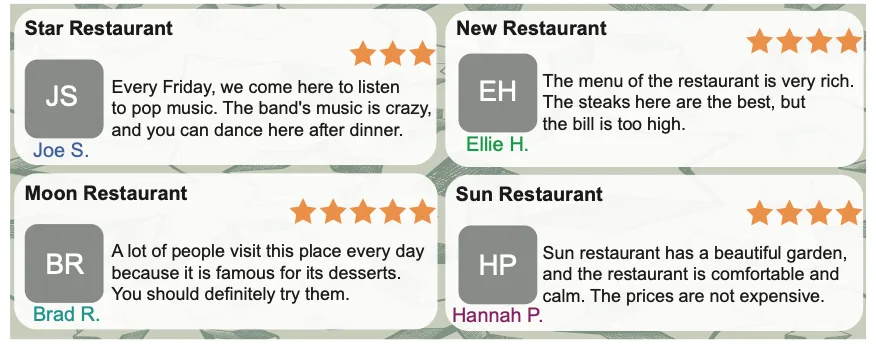 Star Restaurant
JS
Every Friday, we come here to listen
to pop music. The band's music is crazy,
and you can dance here after dinner.
Joe S.
New Restaurant
EH
The menu of the restaurant is very rich.
The steaks here are the best, but
the bill is too high.
Ellie H.
Moon Restaurant
BR
A lot of people visit this place every day
because it is famous for its desserts.
You should definitely try them.
Brad R.
Sun Restaurant
HP
Sun restaurant has a beautiful garden,
and the restaurant is comfortable and
calm. The prices are not expensive.
Hannah P.